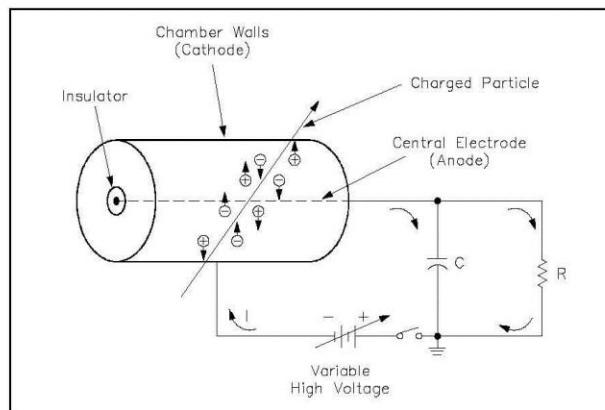 Chamber Walls
(Cathode)
Charged Particle
Insulator
Central Electrode
(Anode)
C
R
I
- +
Variable
High Voltage